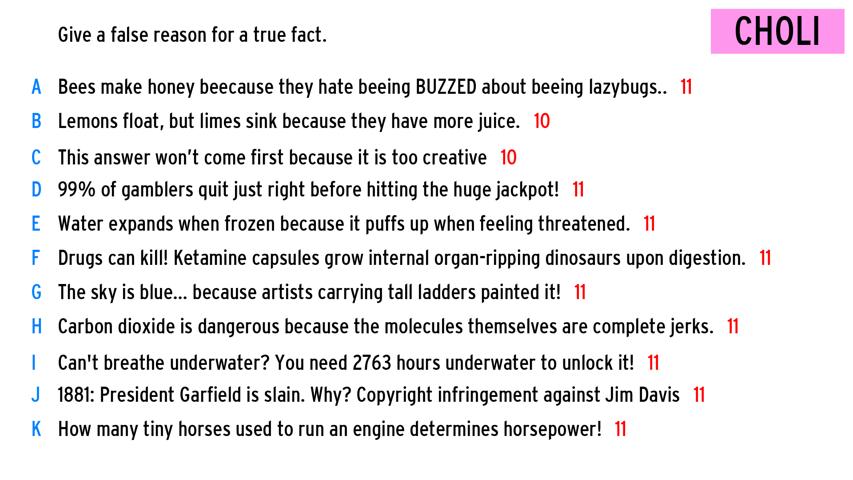 Give a false reason for a true fact.
CHOLI
A Bees make honey beecause they hate beeing BUZZED about beeing lazybugs.. 11
B Lemons float, but limes sink because they have more juice. 10
C This answer won't come first because it is too creative 10
D 99% of gamblers quit just right before hitting the huge jackpot! 11
E Water expands when frozen because it puffs up when feeling threatened. 11
F Drugs can kill! Ketamine capsules grow internal organ-ripping dinosaurs upon digestion. 11
G The sky is blue... because artists carrying tall ladders painted it! 11
H Carbon dioxide is dangerous because the molecules themselves are complete jerks. 11
I Can't breathe underwater? You need 2763 hours underwater to unlock it! 11
J 1881: President Garfield is slain. Why? Copyright infringement against Jim Davis 11
K How many tiny horses used to run an engine determines horsepower! 11